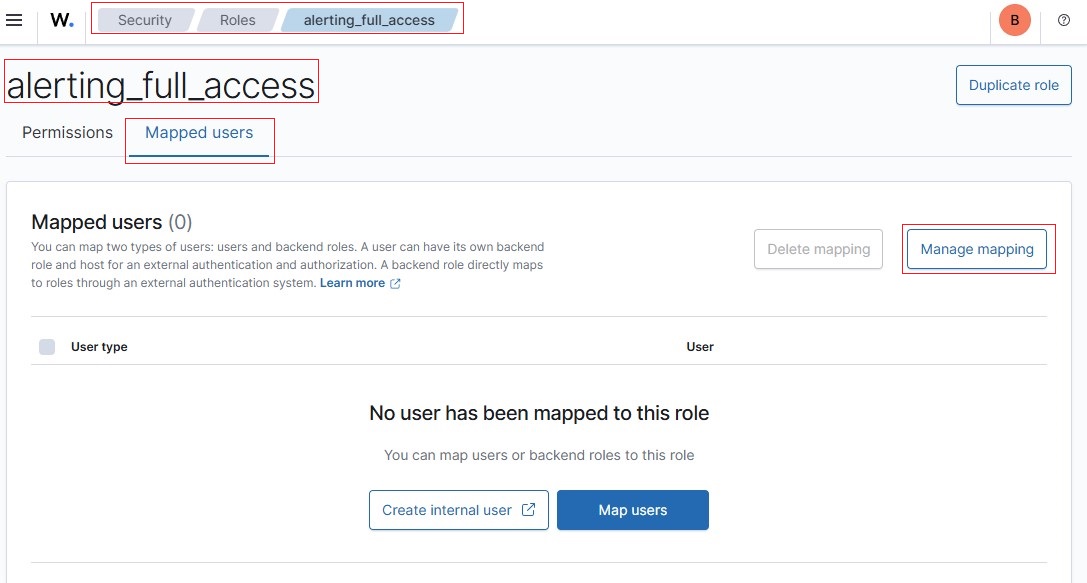 W.
Security
Roles
alerting_full_access
B
?
alerting_full_access
Duplicate role
Permissions
Mapped users
Mapped users (0)
You can map two types of users: users and backend roles. A user can have its own backend
role and host for an external authentication and authorization. A backend role directly maps
to roles through an external authentication system. Learn more
Delete mapping
Manage mapping
User type
User
No user has been mapped to this role
You can map users or backend roles to this role
Create internal user
Map users